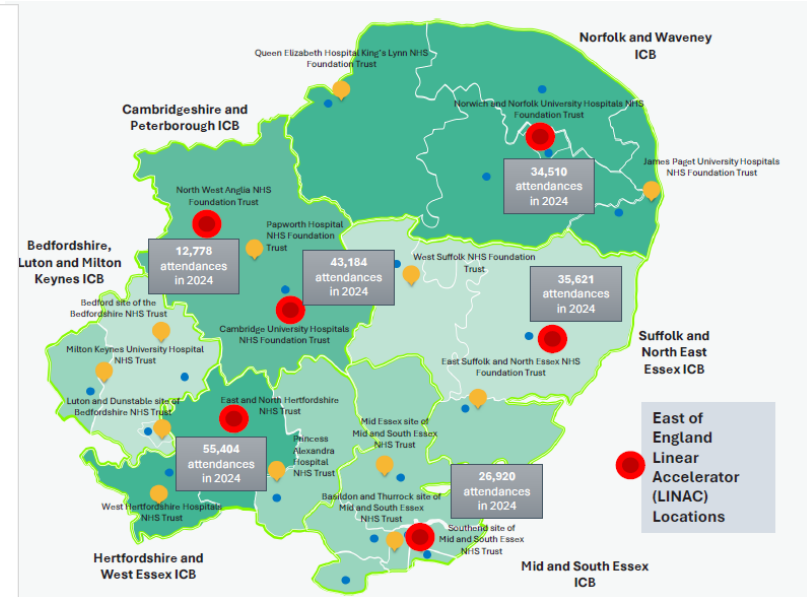 Norfolk and Waveney
ICB
Queen Elizabeth Hospital King's Lynn NHS
Foundation Trust
Norwich and Norfolk University Hospitals NHS
Foundation Trust
Cambridgeshire and
Peterborough ICB
34,510
attendances
in 2024
James Paget University Hospitals
NHS Foundation Trust
North West Anglia NHS
Foundation Trust
Papworth Hospital
NHS Foundation
Trust
12,778
attendances
in 2024
43,184
attendances
in 2024
West Suffolk NHS Foundation
Trust
Bedfordshire,
Luton and Milton
Keynes ICB
35,621
attendances
in 2024
Bedford site of the
Bedfordshire NHS Trust
Cambridge University Hospitals
NHS Foundation Trust
Milton Keynes University Hospital
NHS Trust
East Suffolk and North Essex NHS
Foundation Trust
Suffolk and
North East
Essex ICB
Luton and Dunstable site of
Bedfordshire NHS Trust
East and North Hertfordshire
NHS Trust
55,404
attendances
in 2024
Princess
Alexandra
Hospital
NHS Trust
Mid Essex site of
Mid and South Essex
NHS Trust
East of
England
Linear
Accelerator
(LINAC)
Locations
26,920
attendances
in 2024
West Hertfordshire Hospitals
NHS Trust
Basildon and Thurrock site of
Mid and South Essex
NHS Trust
Southend site of
Mid and South Essex
NHS Trust
Hertfordshire and
West Essex ICB
Mid and South Essex
ICB